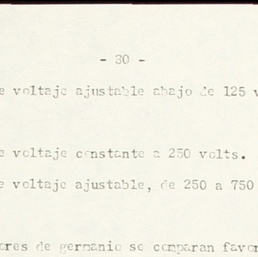 - 30 -
e voltaje ajustable abajo de 125 v
e voltaje constante a 250 volts.
e voltaje ajustable, de 250 a 750
ores de germanio se comparan favor